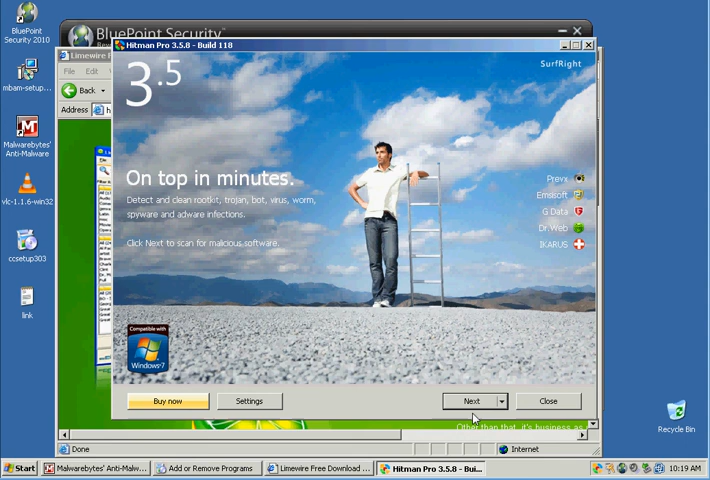 BluePoint
Security 2010
mbam-setup...
Malwarebytes'
Anti-Malware
vlc-1.1.6-win32
ccsetup303
link
BluePoint Security™
Limewire
File Edit
Back
Address
Hitman Pro 3.5.8 - Build 118
3.5
SurfRight
On top in minutes.
Detect and clean rootkit, trojan, bot, virus, worm,
spyware and adware infections.
Click Next to scan for malicious software.
Prevx
Emsisoft
G Data
Dr.Web
IKARUS
Compatible with
Windows 7
Buy now
Settings
Next
Close
Other than that, it's business as
Done
Internet
Recycle Bin
Start
Malwarebytes' Anti-Malw...
Add or Remove Programs
Limewire Free Download ...
Hitman Pro 3.5.8 - Bui...
10:19 AM